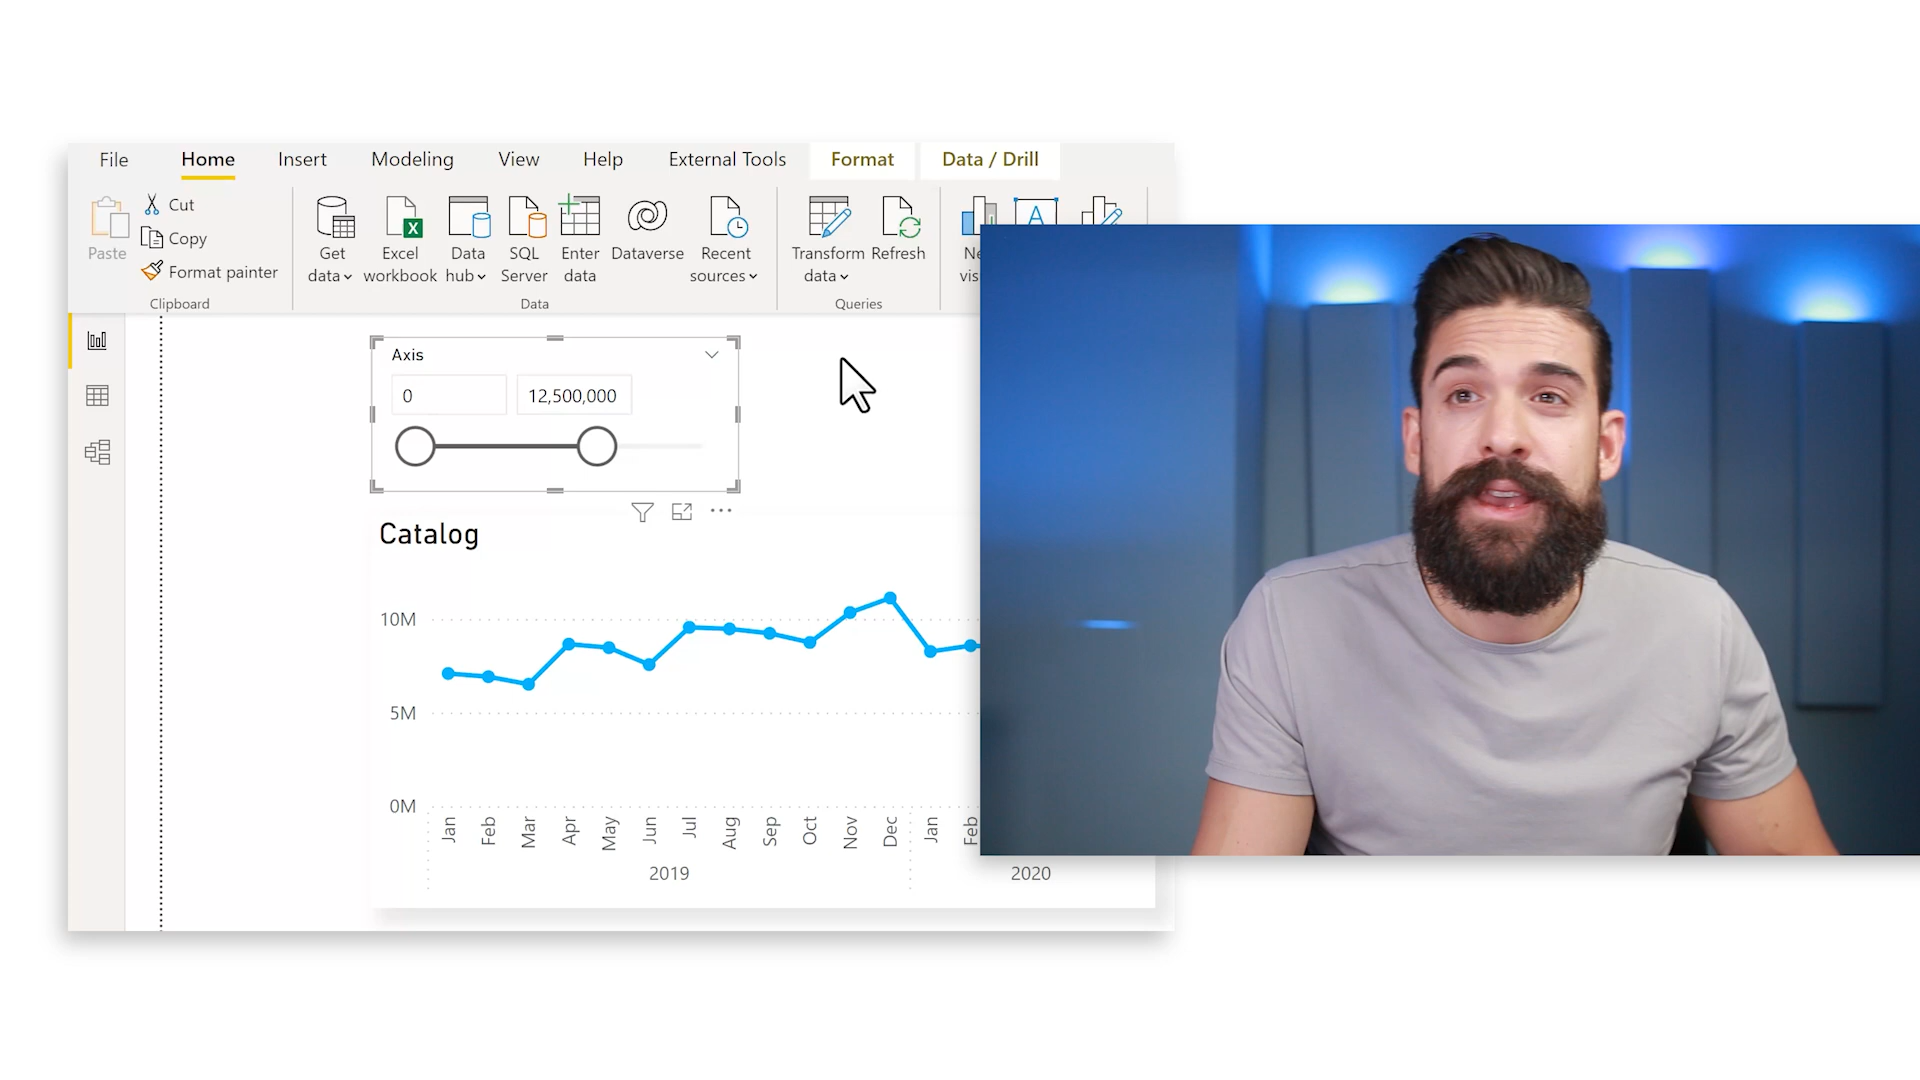 File Home Insert Modeling View Help External Tools Format Data / Drill
Paste
Cut
Copy
Format painter
Clipboard
Get data
Excel workbook
Data hub
SQL Server
Enter data
Dataverse
Recent sources
Data
Transform data
Refresh
Queries
A
Axis
0 12,500,000
Catalog
10M
5M
0M
Jan Feb Mar Apr May Jun Jul Aug Sep Oct Nov Dec Jan Feb
2019 2020